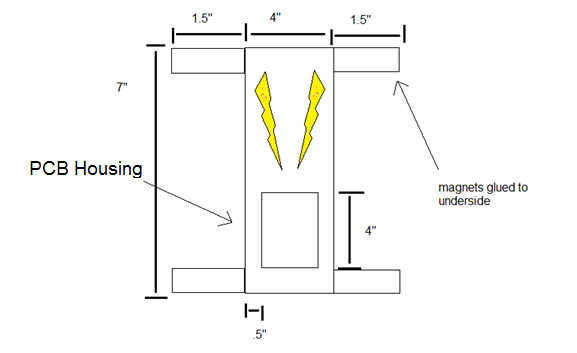 1.5" 4" 1.5"
7"
PCB Housing
magnets glued to
underside
4"
.5"